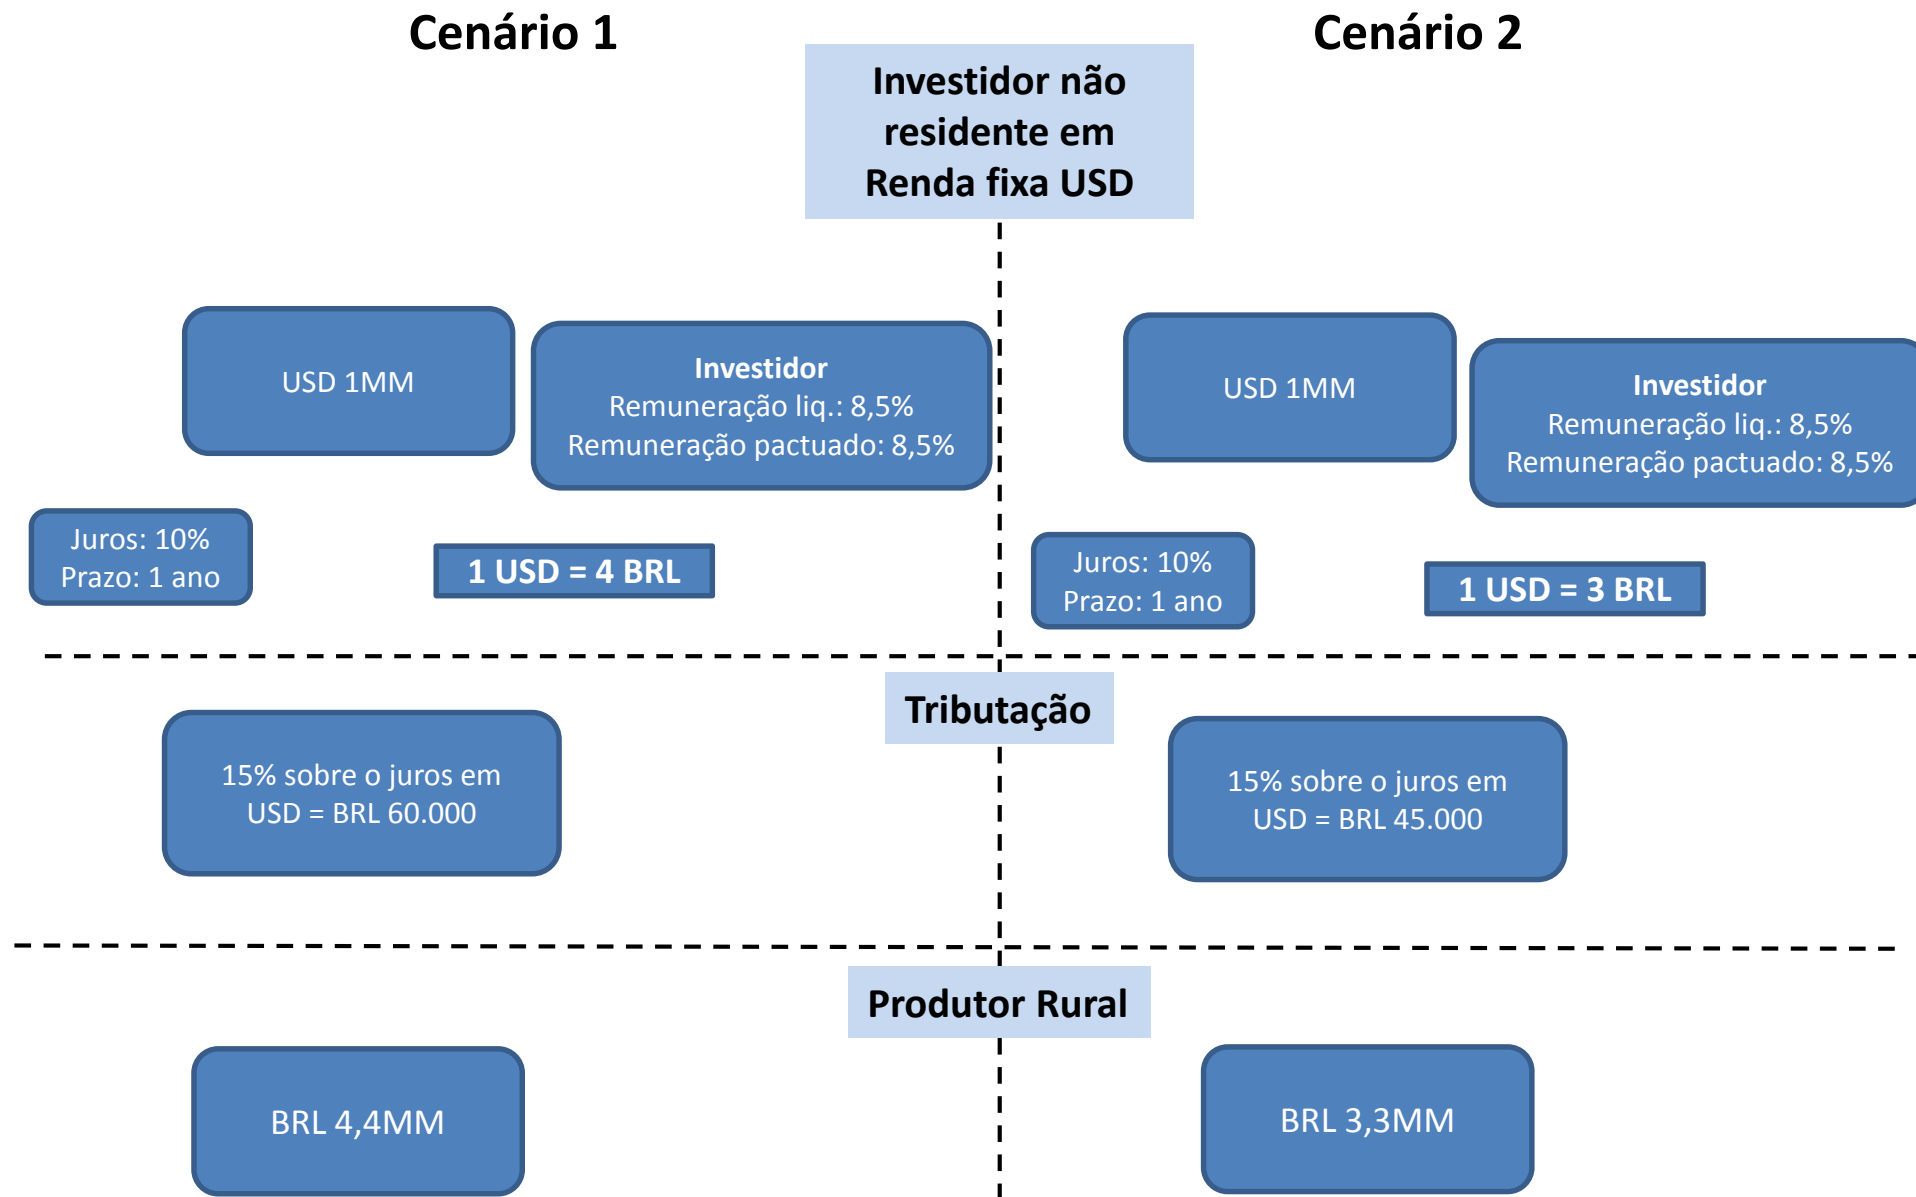 Cenário 1
Cenário 2
Investidor não
residente em
Renda fixa USD
USD 1MM
Investidor
Remuneração liq.: 8,5%
Remuneração pactuado: 8,5%
Juros: 10%
Prazo: 1 ano
1 USD = 4 BRL
USD 1MM
Investidor
Remuneração liq.: 8,5%
Remuneração pactuado: 8,5%
Juros: 10%
Prazo: 1 ano
1 USD = 3 BRL
Tributação
15% sobre o juros em
USD = BRL 60.000
15% sobre o juros em
USD = BRL 45.000
Produtor Rural
BRL 4,4MM
BRL 3,3MM